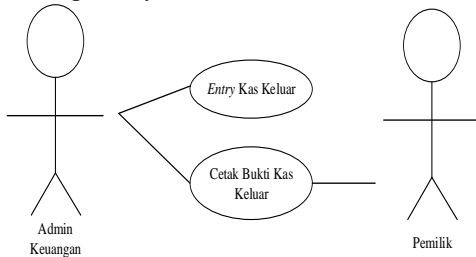 Entry Kas Keluar
Cetak Bukti Kas
Keluar
Admin
Keuangan
Pemilik